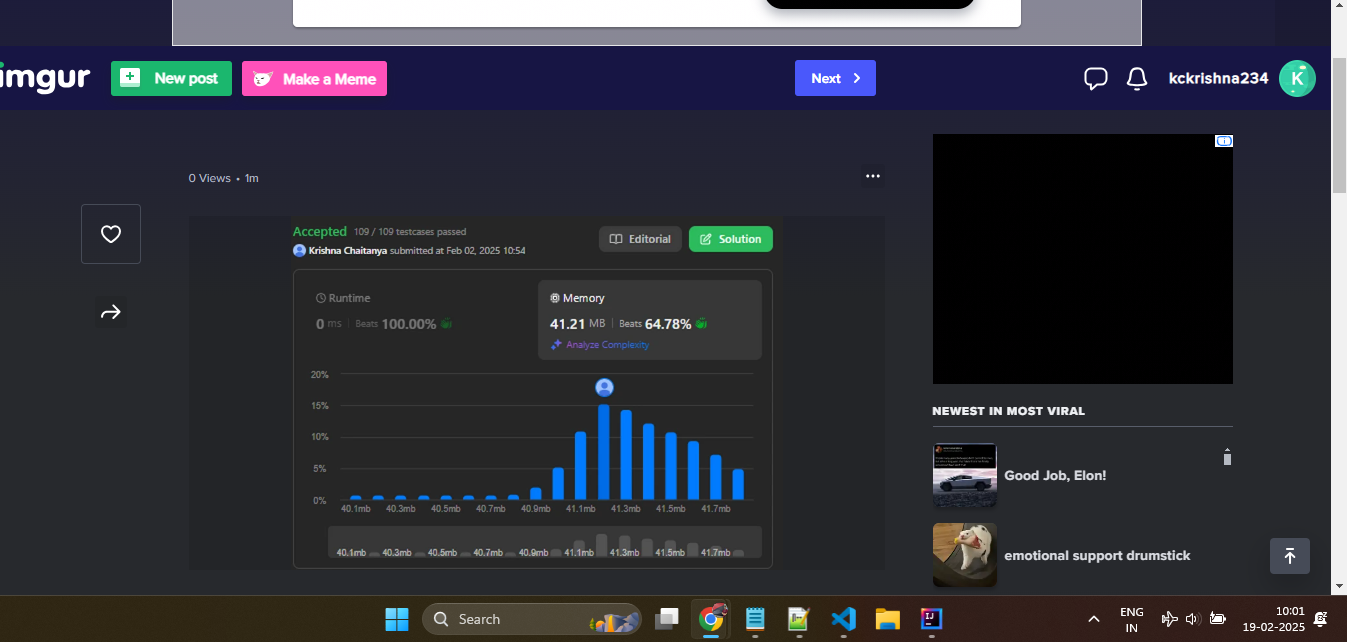 imgur
New post
Make a Meme
Next
kckrishna234
K
0 Views • 1m
Accepted 109 / 109 testcases passed
Krishna Chaitanya submitted at Feb 02, 2025 10:54
Editorial
Solution
Runtime
0 ms | Beats 100.00%
Memory
41.21 MB | Beats 64.78%
Analyze Complexity
20%
15%
10%
5%
0%
40.1mb 40.3mb 40.5mb 40.7mb 40.9mb 41.1mb 41.3mb 41.5mb 41.7mb
40.1mb 40.3mb 40.5mb 40.7mb 40.9mb 41.1mb 41.3mb 41.5mb 41.7mb
NEWEST IN MOST VIRAL
Good Job, Elon!
emotional support drumstick
Search
ENG
IN
10:01
19-02-2025